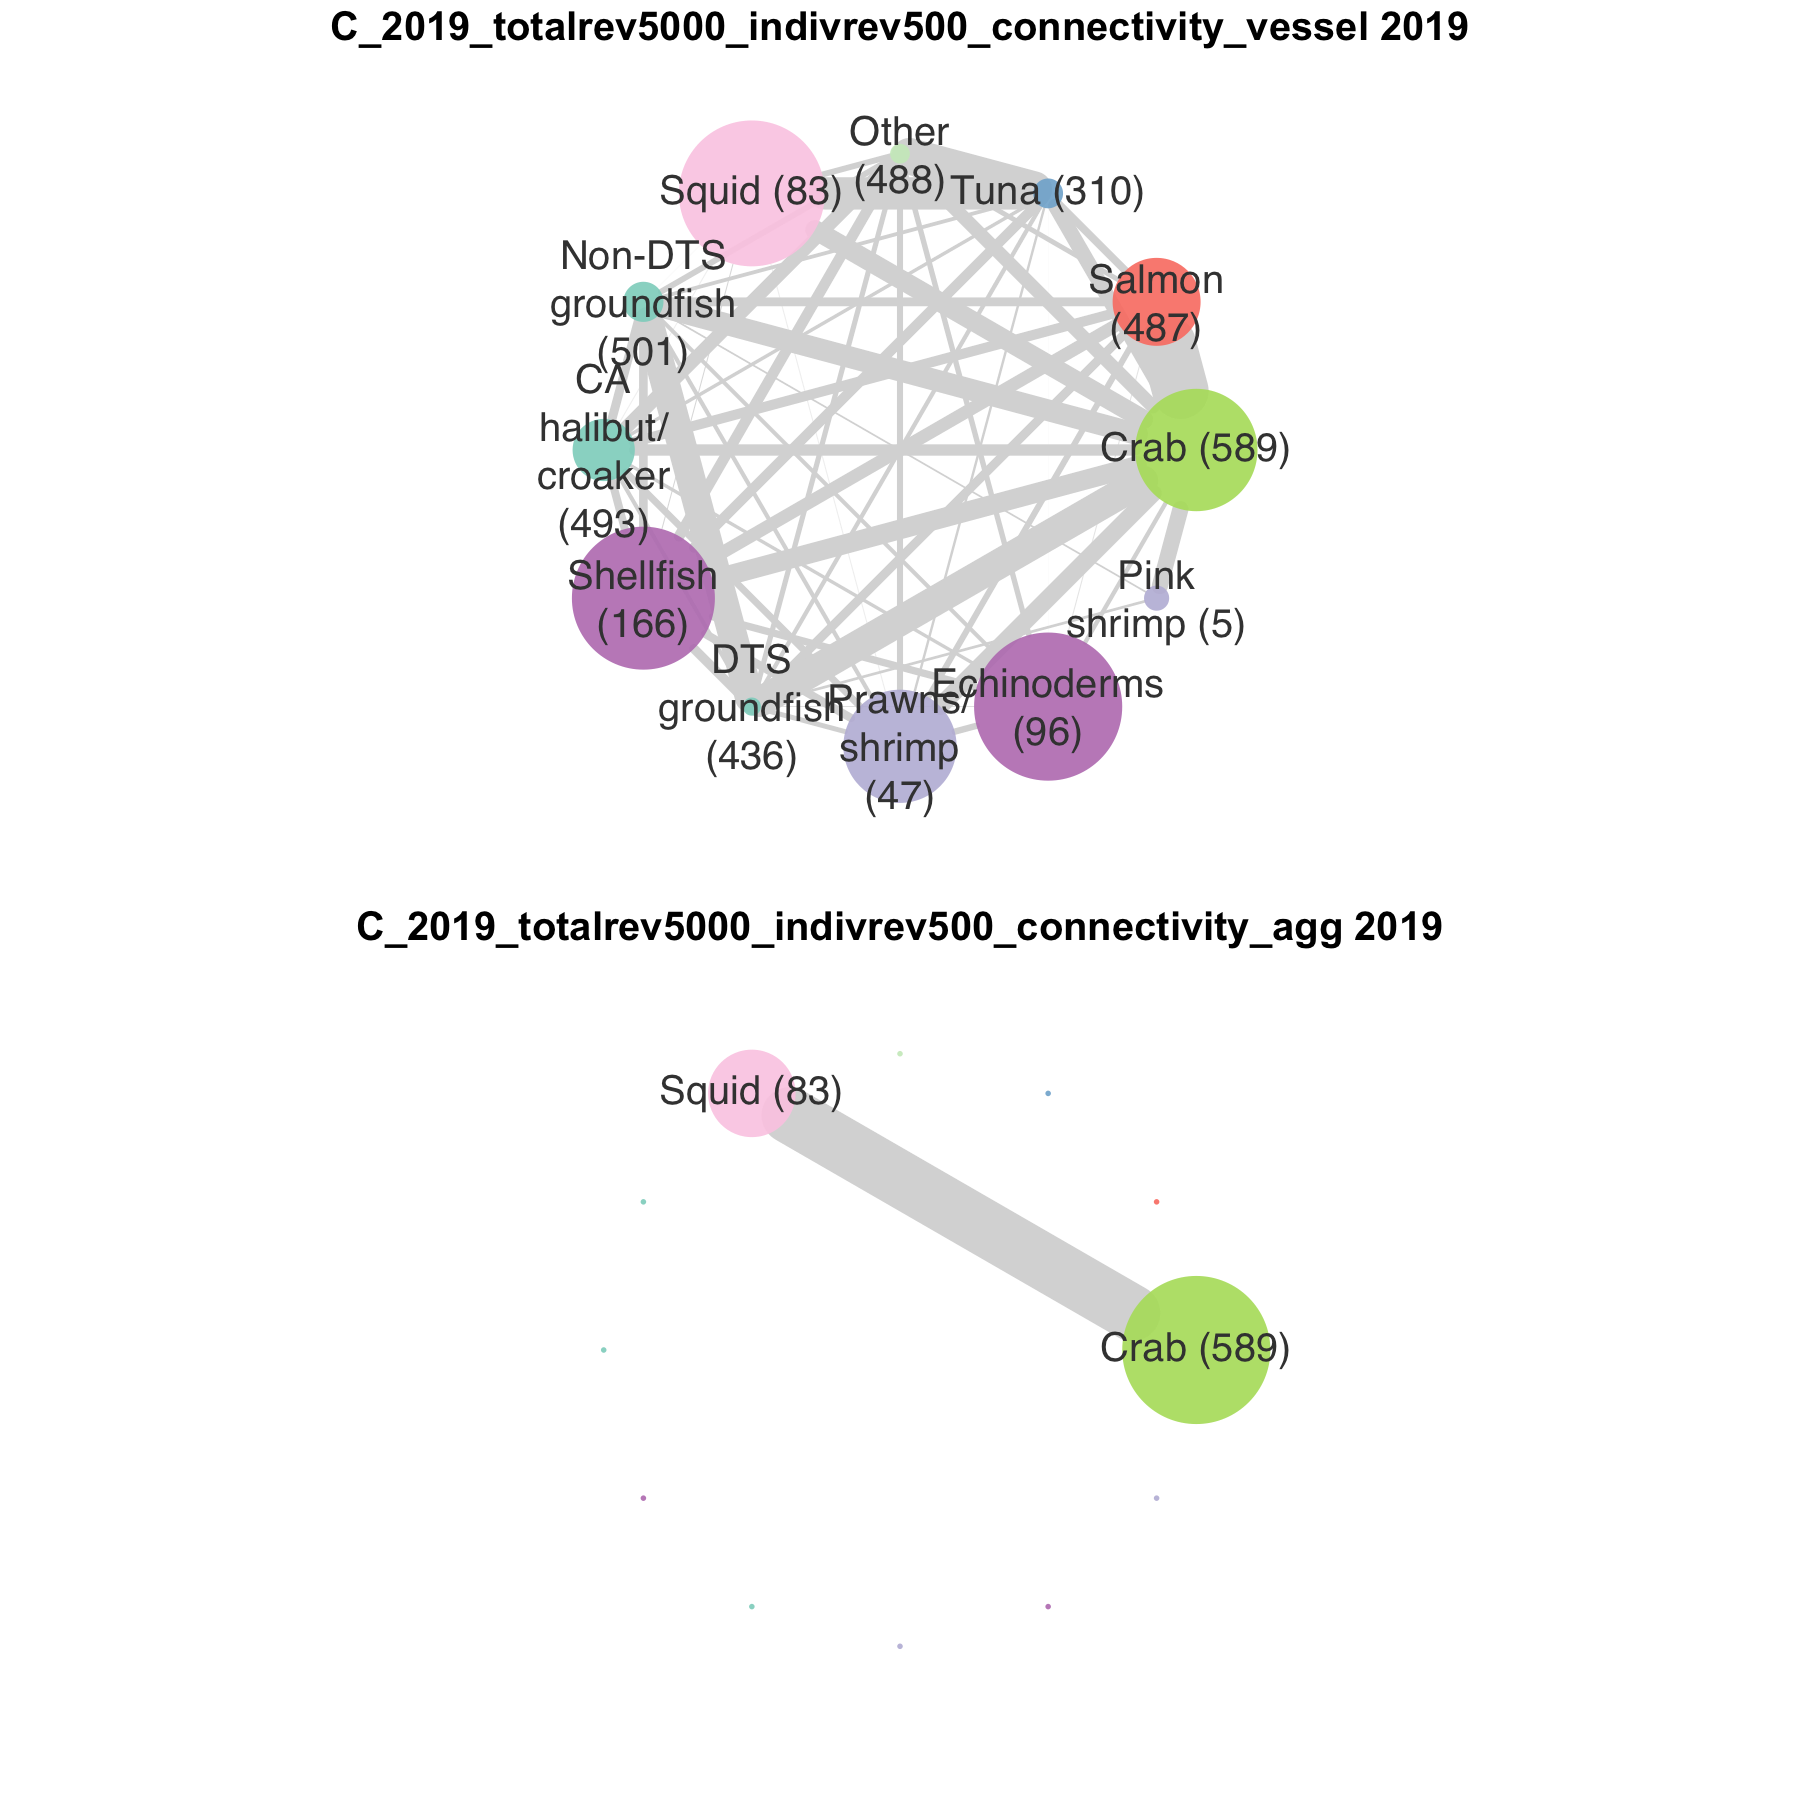 C_2019_totalrev5000_indivrev500_connectivity_vessel 2019
Other
(488)
Squid (83)
Tuna (310)
Non-DTS
groundfish
(501)
Salmon
(487)
CA
halibut/
croaker
(493)
Crab (589)
Shellfish
(166)
Pink
shrimp (5)
DTS
groundfish
(436)
Prawns/
shrimp
(47)
Echinoderms
(96)
C_2019_totalrev5000_indivrev500_connectivity_agg 2019
Squid (83)
Crab (589)